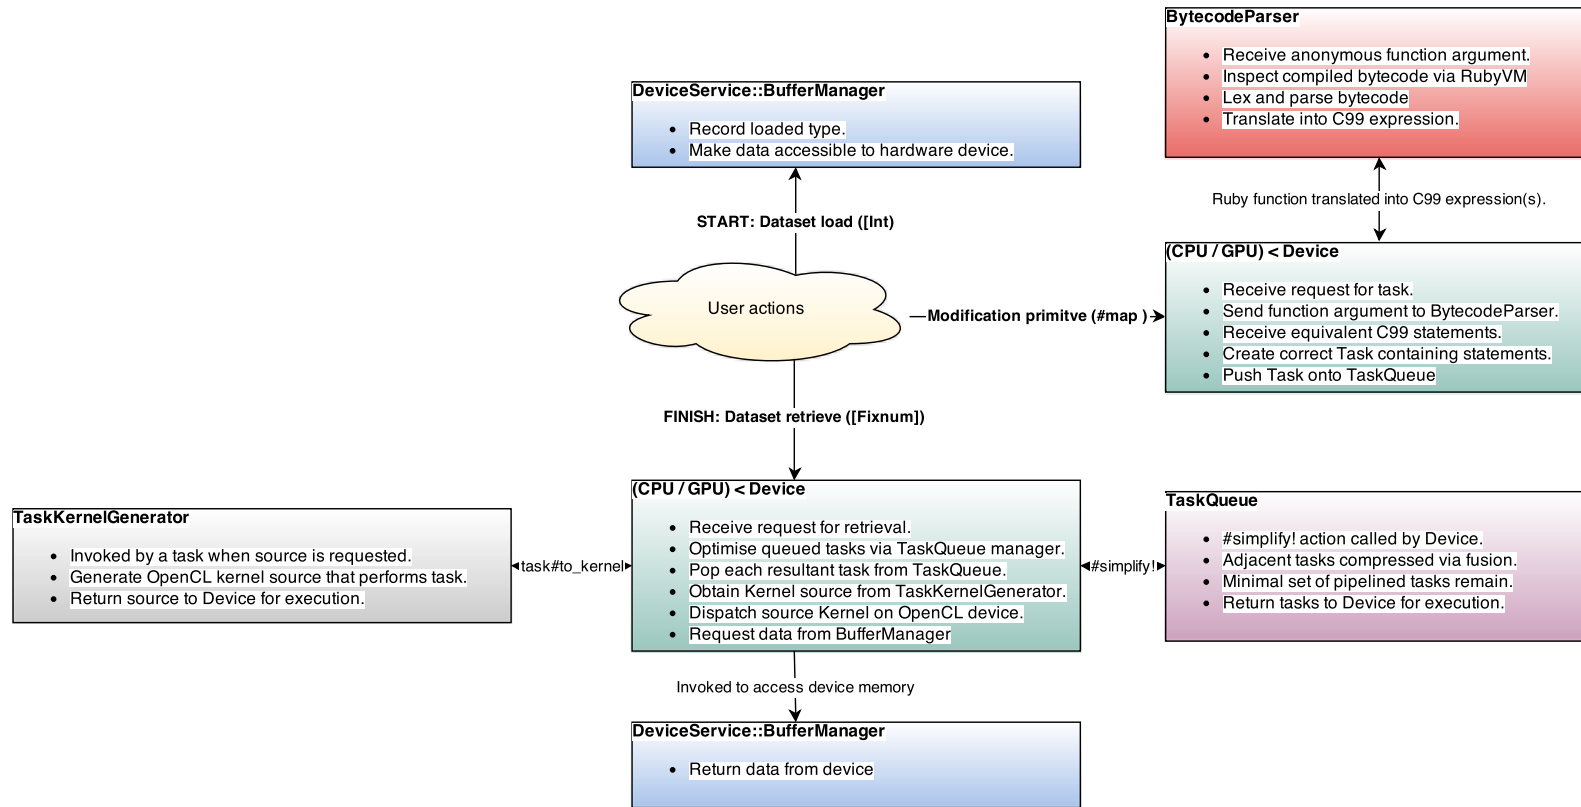 BytecodeParser
• Receive anonymous function argument.
• Inspect compiled bytecode via RubyVM
• Lex and parse bytecode
• Translate into C99 expression.
DeviceService::BufferManager
• Record loaded type.
• Make data accessible to hardware device.
Ruby function translated into C99 expression(s).
START: Dataset load ([Int)
(CPU / GPU) < Device
• Receive request for task.
• Send function argument to BytecodeParser.
• Receive equivalent C99 statements.
• Create correct Task containing statements.
• Push Task onto TaskQueue
User actions
Modification primitve (#map )
FINISH: Dataset retrieve ([Fixnum])
(CPU / GPU) < Device
• Receive request for retrieval.
• Optimise queued tasks via TaskQueue manager.
• Pop each resultant task from TaskQueue.
• Obtain Kernel source from TaskKernelGenerator.
• Dispatch source Kernel on OpenCL device.
• Request data from BufferManager
TaskQueue
• #simplify! action called by Device.
• Adjacent tasks compressed via fusion.
• Minimal set of pipelined tasks remain.
• Return tasks to Device for execution.
TaskKernelGenerator
• Invoked by a task when source is requested.
• Generate OpenCL kernel source that performs task.
• Return source to Device for execution.
task#to_kernel
#simplify!
Invoked to access device memory
DeviceService::BufferManager
• Return data from device